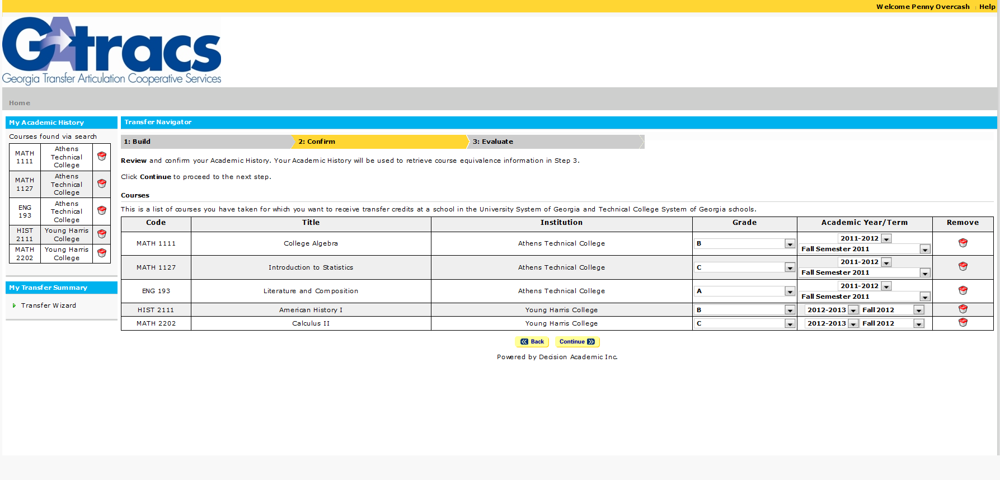 Welcome Penny Overcash | Help
GAtracs
Georgia Transfer Articulation Cooperative Services
Home
My Academic History
Courses found via search
MATH 1111 Athens Technical College
MATH 1127 Athens Technical College
ENG 193 Athens Technical College
HIST 2111 Young Harris College
MATH 2202 Young Harris College
My Transfer Summary
Transfer Wizard
Transfer Navigator
1: Build 2: Confirm 3: Evaluate
Review and confirm your Academic History. Your Academic History will be used to retrieve course equivalence information in Step 3.
Click Continue to proceed to the next step.
Courses
This is a list of courses you have taken for which you want to receive transfer credits at a school in the University System of Georgia and Technical College System of Georgia schools.
Code Title Institution Grade Academic Year/Term Remove
MATH 1111 College Algebra Athens Technical College B 2011-2012 Fall Semester 2011
MATH 1127 Introduction to Statistics Athens Technical College C 2011-2012 Fall Semester 2011
ENG 193 Literature and Composition Athens Technical College A 2011-2012 Fall Semester 2011
HIST 2111 American History I Young Harris College B 2012-2013 Fall 2012
MATH 2202 Calculus II Young Harris College C 2012-2013 Fall 2012
Back Continue
Powered by Decision Academic Inc.